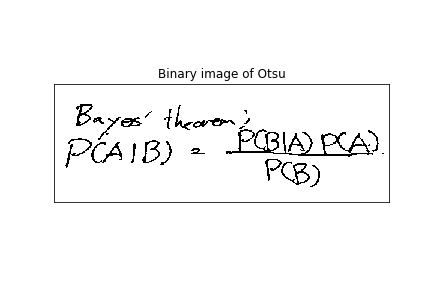 Binary image of Otsu
Bayes' theorem;
P(A|B) = P(B|A) P(A)
P(B)